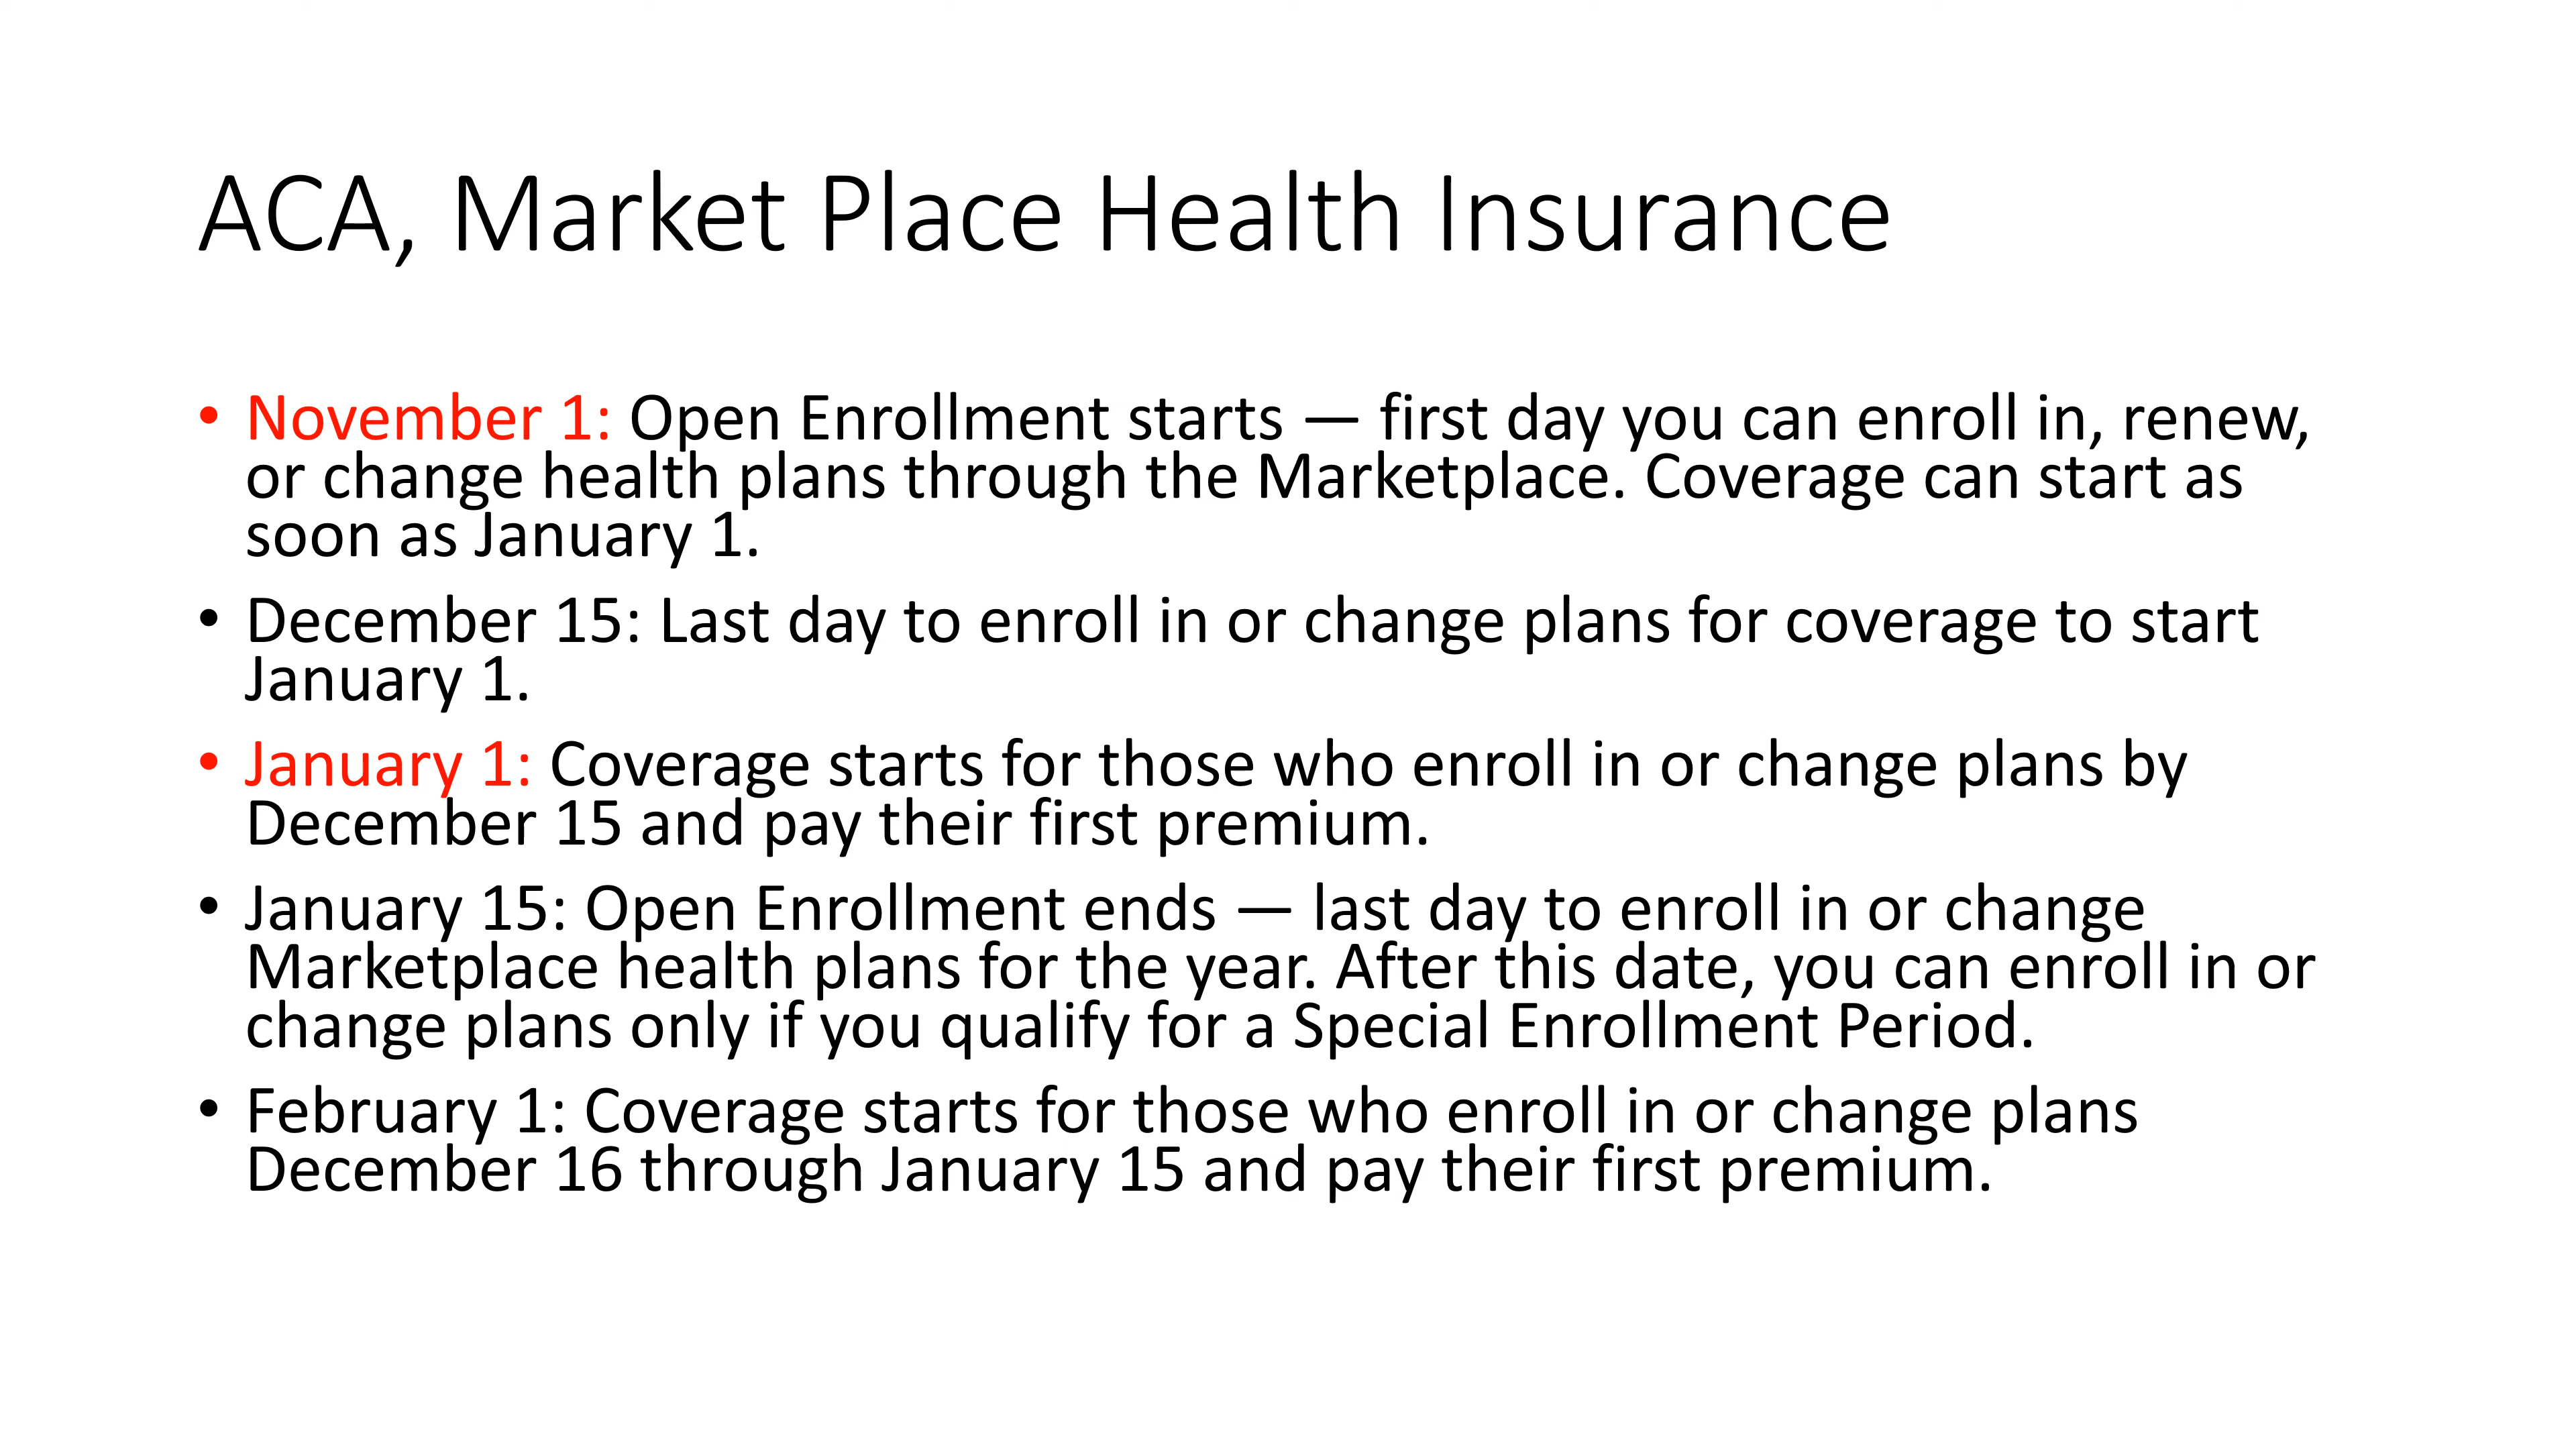 ACA, Market Place Health Insurance
• November 1: Open Enrollment starts — first day you can enroll in, renew,
or change health plans through the Marketplace. Coverage can start as
soon as January 1.
• December 15: Last day to enroll in or change plans for coverage to start
January 1.
• January 1: Coverage starts for those who enroll in or change plans by
December 15 and pay their first premium.
• January 15: Open Enrollment ends — last day to enroll in or change
Marketplace health plans for the year. After this date, you can enroll in or
change plans only if you qualify for a Special Enrollment Period.
• February 1: Coverage starts for those who enroll in or change plans
December 16 through January 15 and pay their first premium.